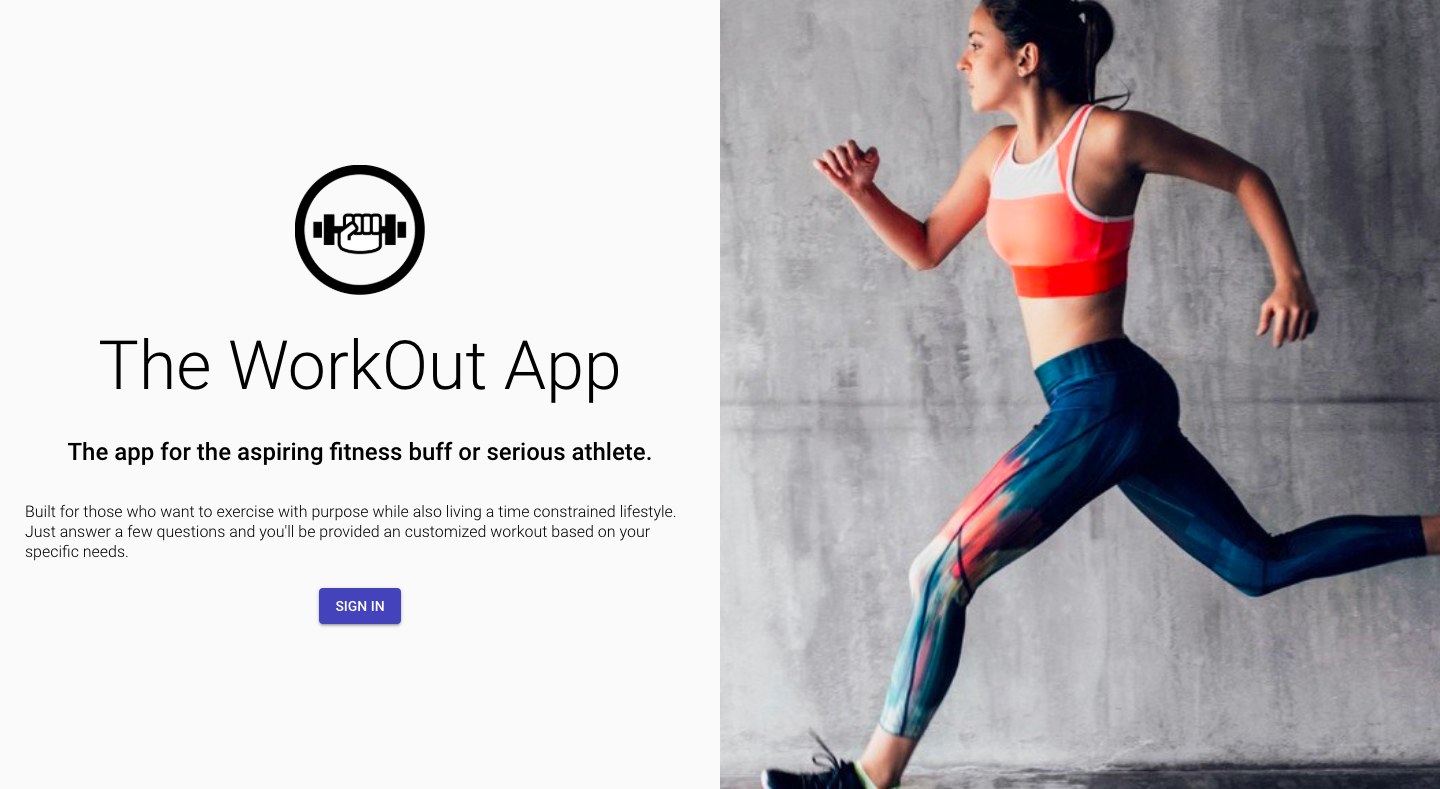 The WorkOut App
The app for the aspiring fitness buff or serious athlete.
Built for those who want to exercise with purpose while also living a time constrained lifestyle.
Just answer a few questions and you'll be provided an customized workout based on your
specific needs.
SIGN IN